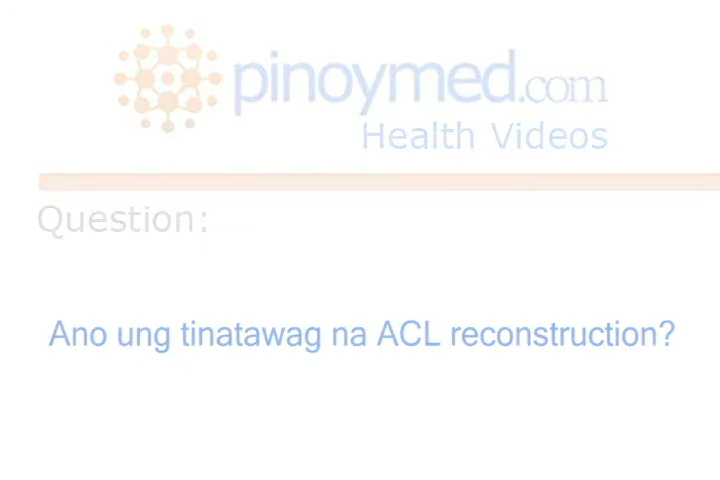 pinoymed.com
Health Videos
Question:
Ano ung tinatawag na ACL reconstruction?